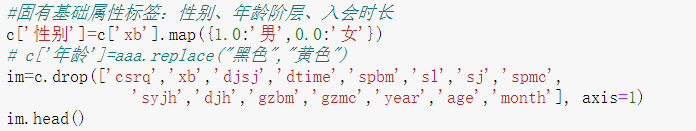 #固有基础属性标签：性别、年龄阶层、入会时长
c['性别']=c['xb'].map({1.0:'男',0.0:'女'})
# c['年龄']=aaa.replace("黑色","黄色")
im=c.drop(['csrq','xb','djsj','dtime','spbm','sl','sj','spmc',
'syjh','djh','gzbm','gzmc','year','age','month'], axis=1)
im.head()